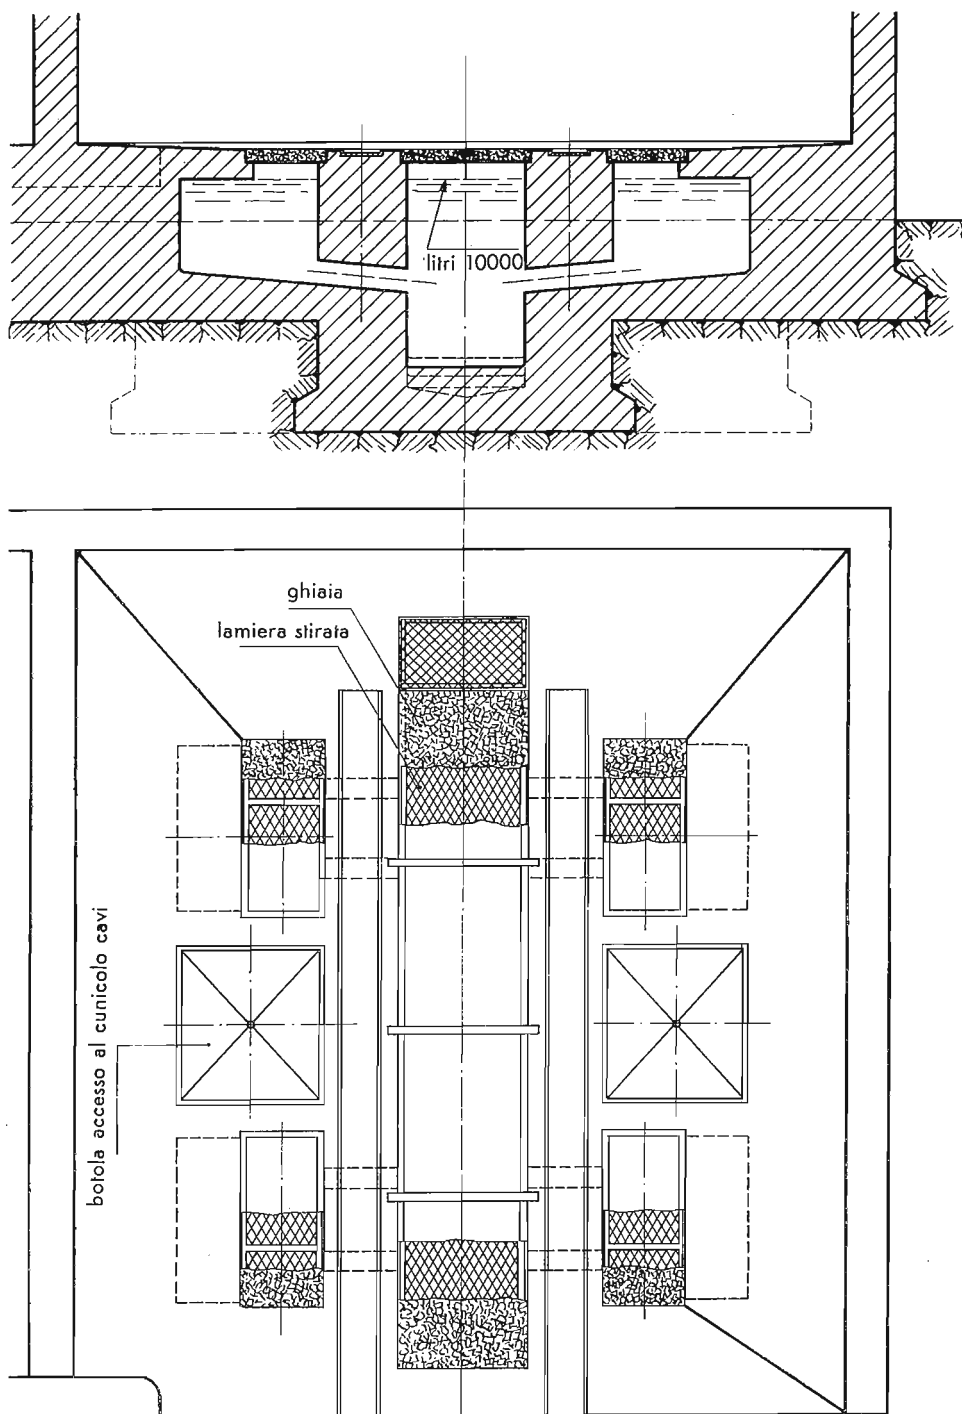 litri 10000
ghiaia
lamiera stirata
botola accesso al cunicolo cavi